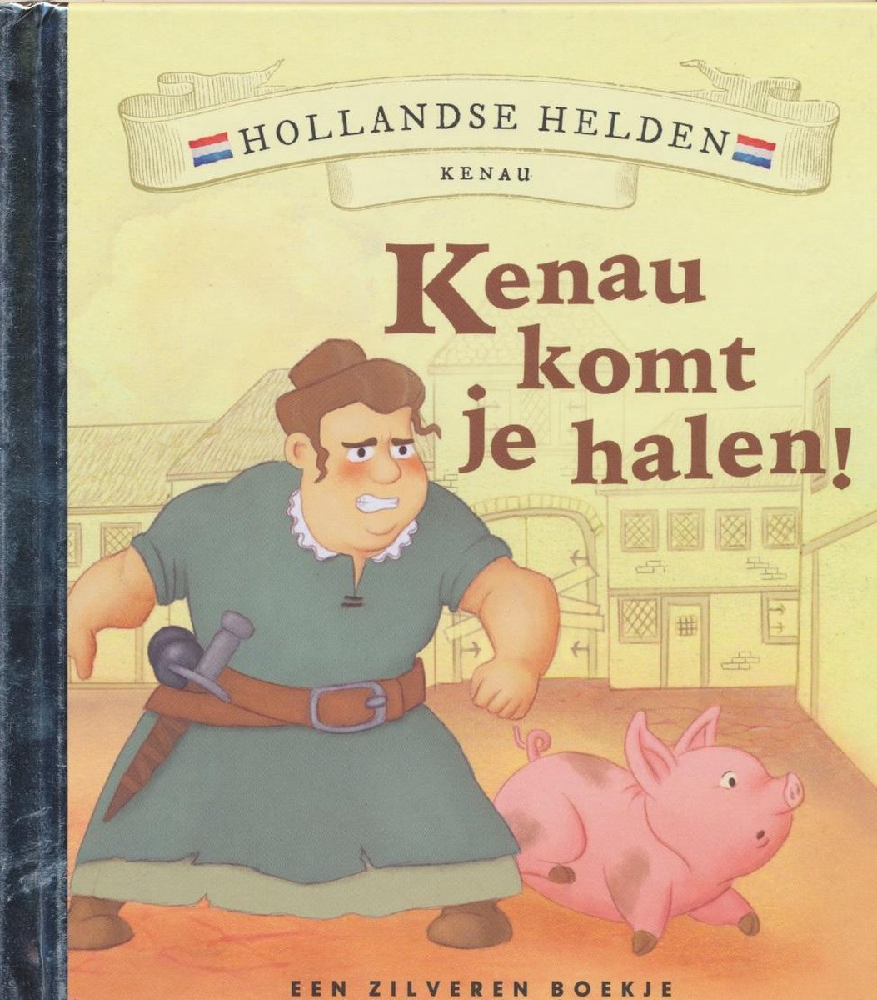 HOLLANDSE HELDEN
KENAU
Kenau
komt
je halen!
EEN ZILVEREN BOEKJE